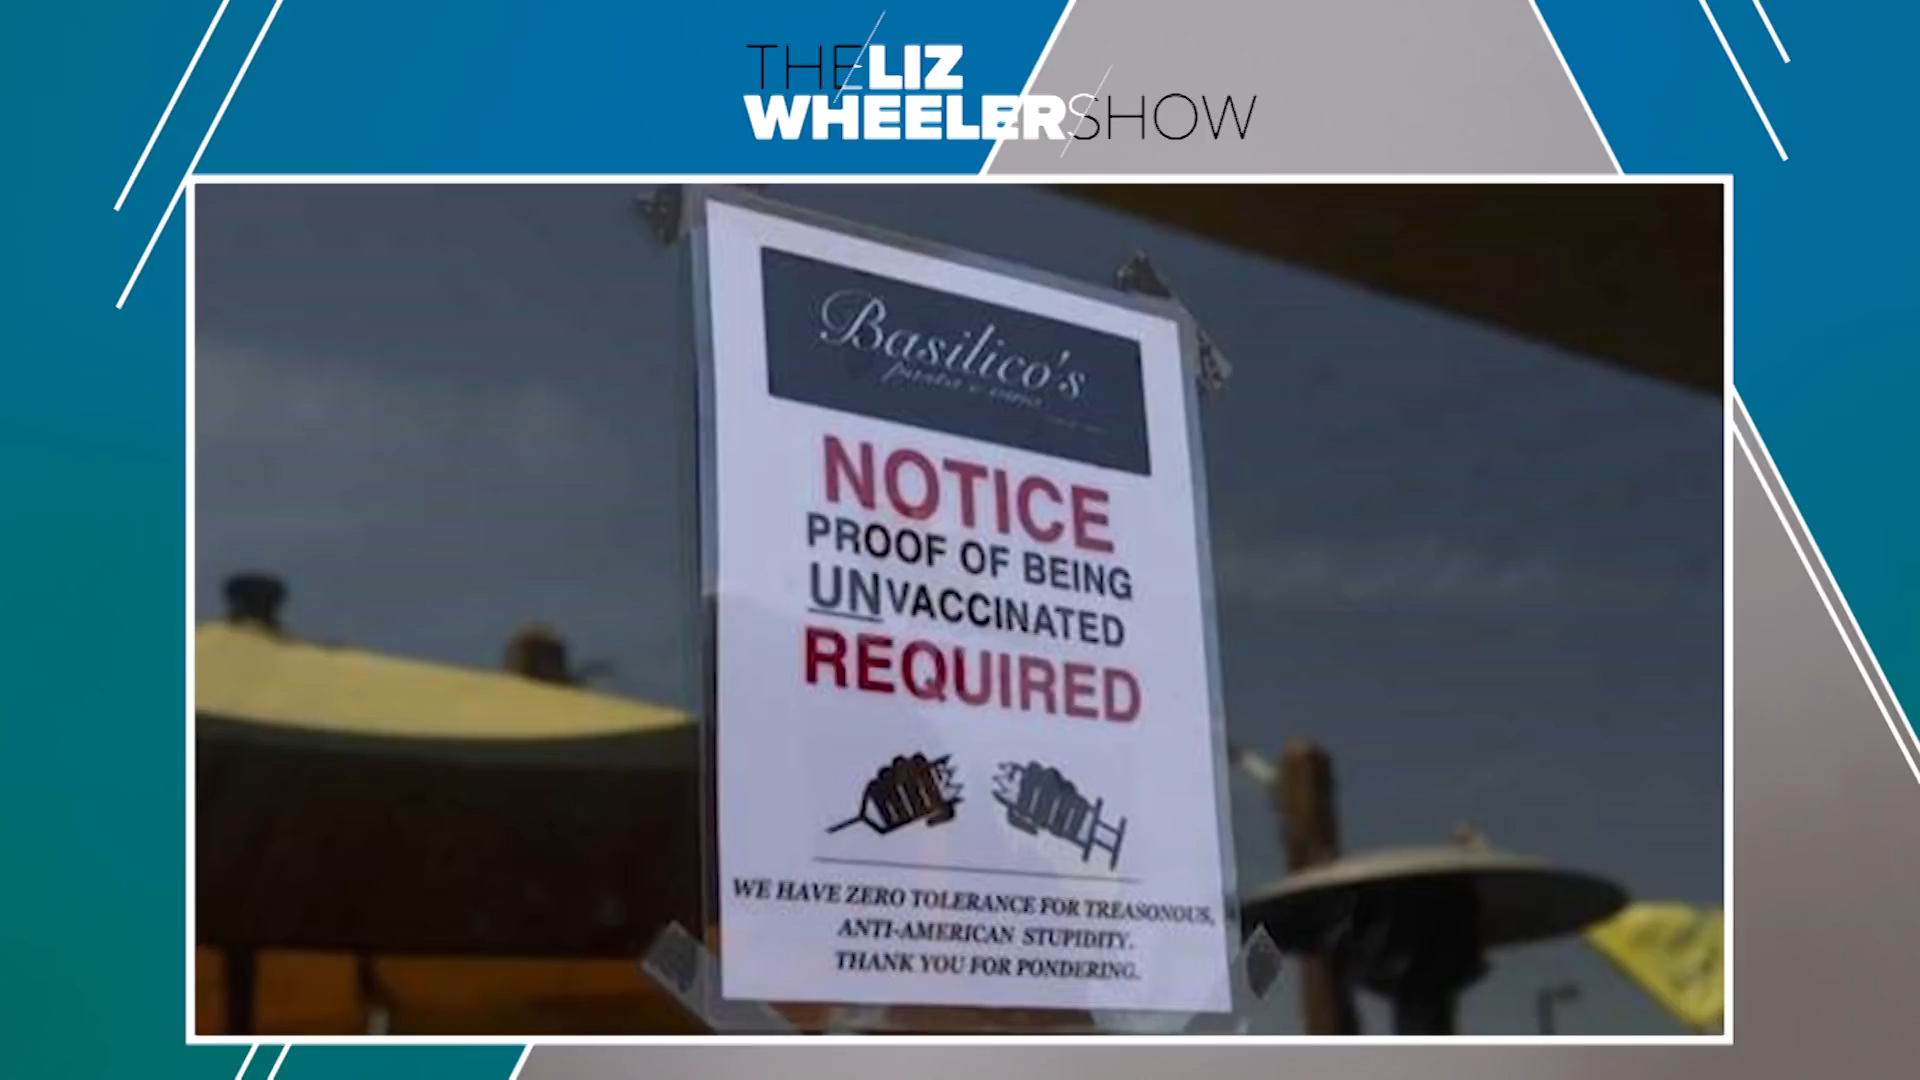 THE LIZ
WHEELER SHOW
Basilico's
NOTICE
PROOF OF BEING
UNVACCINATED
REQUIRED
WE HAVE ZERO TOLERANCE FOR TREASONOUS,
ANTI-AMERICAN STUPIDITY.
THANK YOU FOR PONDERING.